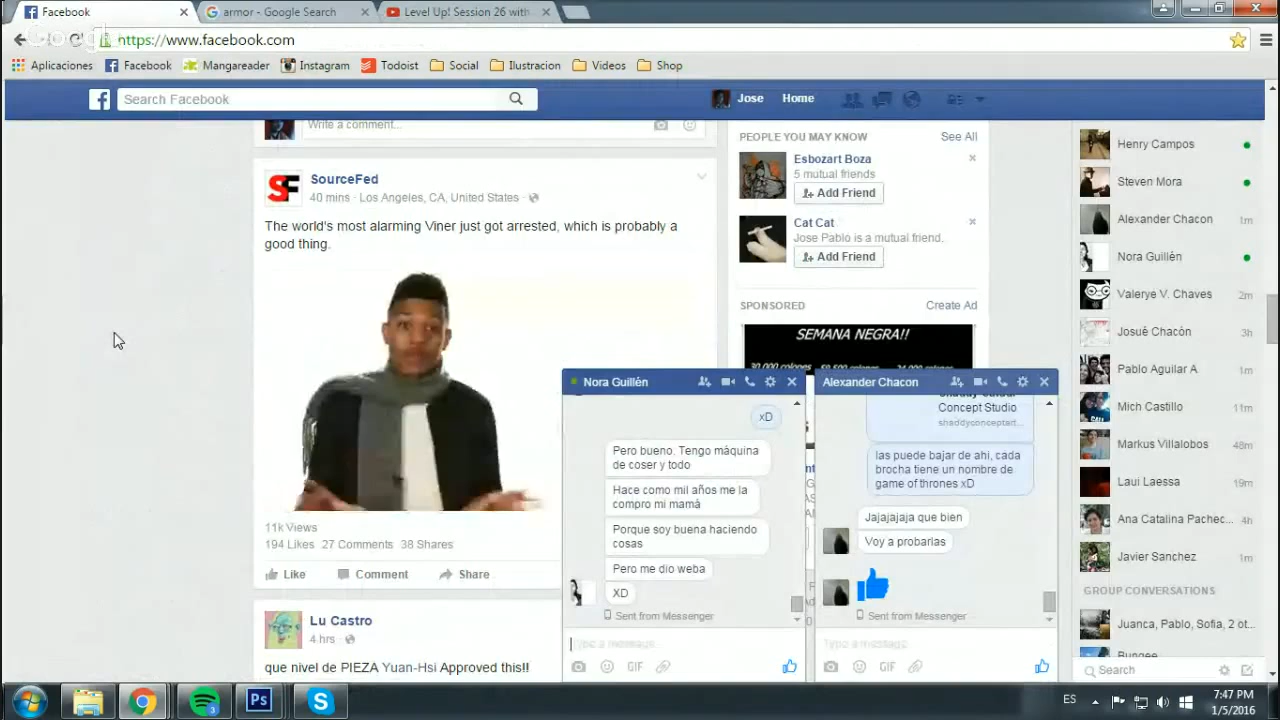 Facebook
armor - Google Search
Level Up! Session 26 with
Google
https://www.facebook.com
Aplicaciones
Facebook
Mangareader
Instagram
Todoist
Social
Ilustracion
Videos
Shop
Search Facebook
Jose
Home
Write a comment...
SF
SourceFed
40 mins · Los Angeles, CA, United States ·
The world's most alarming Viner just got arrested, which is probably a
good thing.
11k Views
194 Likes 27 Comments 38 Shares
Like
Comment
Share
Lu Castro
4 hrs ·
que nivel de PIEZA Yuan-Hsi Approved this!!
PEOPLE YOU MAY KNOW
See All
Esbozart Boza
5 mutual friends
Add Friend
Cat Cat
Jose Pablo is a mutual friend.
Add Friend
SPONSORED
Create Ad
SEMANA NEGRA!!
Nora Guillén
xD
Pero bueno. Tengo máquina
de coser y todo
Hace como mil años me la
compro mi mamá
Porque soy buena haciendo
cosas
Pero me dio weba
XD
Sent from Messenger
Type a message...
GIF
Alexander Chacon
Concept Studio
shaddyconceptart...
las puede bajar de ahi, cada
brocha tiene un nombre de
game of thrones xD
Jajajajaja que bien
Voy a probarlas
Sent from Messenger
Type a message...
GIF
Henry Campos
Steven Mora
Alexander Chacon 1m
Nora Guillén
Valerye V. Chaves 2m
Josué Chacón 3h
Pablo Aguilar A. 1m
Mich Castillo 11m
Markus Villalobos 48m
Laui Laessa 19m
Ana Catalina Pachec... 4h
Javier Sanchez 1m
GROUP CONVERSATIONS
Juanca, Pablo, Sofia, 2 ot...
Bungee
Search
3
Ps
ES
7:47 PM
1/5/2016